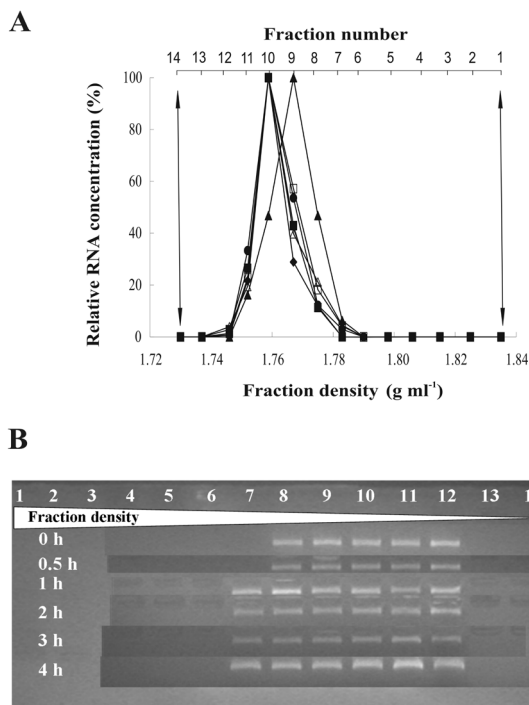 A
Fraction number
14 13 12 11 10 9 8 7 6 5 4 3 2 1
Relative RNA concentration (%)
100
80
60
40
20
0
1.72 1.74 1.76 1.78 1.80 1.82 1.84
Fraction density (g ml⁻¹)
B
1 2 3 4 5 6 7 8 9 10 11 12 13
Fraction density
0 h
0.5 h
1 h
2 h
3 h
4 h